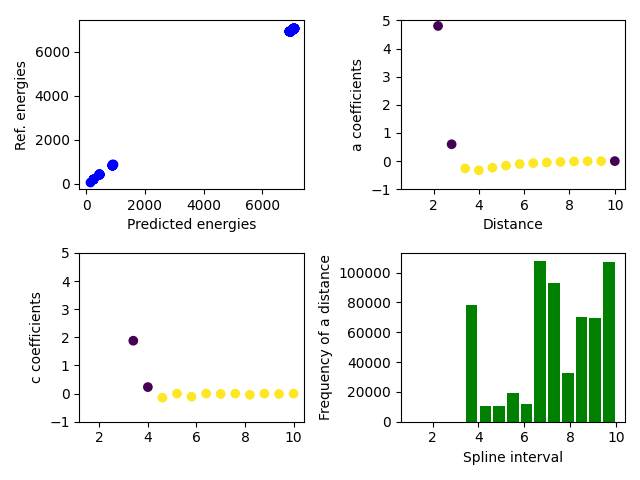 Ref. energies
6000
4000
2000
0
0 2000 4000 6000
Predicted energies
a coefficients
5
4
3
2
1
0
−1
2 4 6 8 10
Distance
c coefficients
5
4
3
2
1
0
−1
2 4 6 8 10
Frequency of a distance
100000
80000
60000
40000
20000
0
2 4 6 8 10
Spline interval